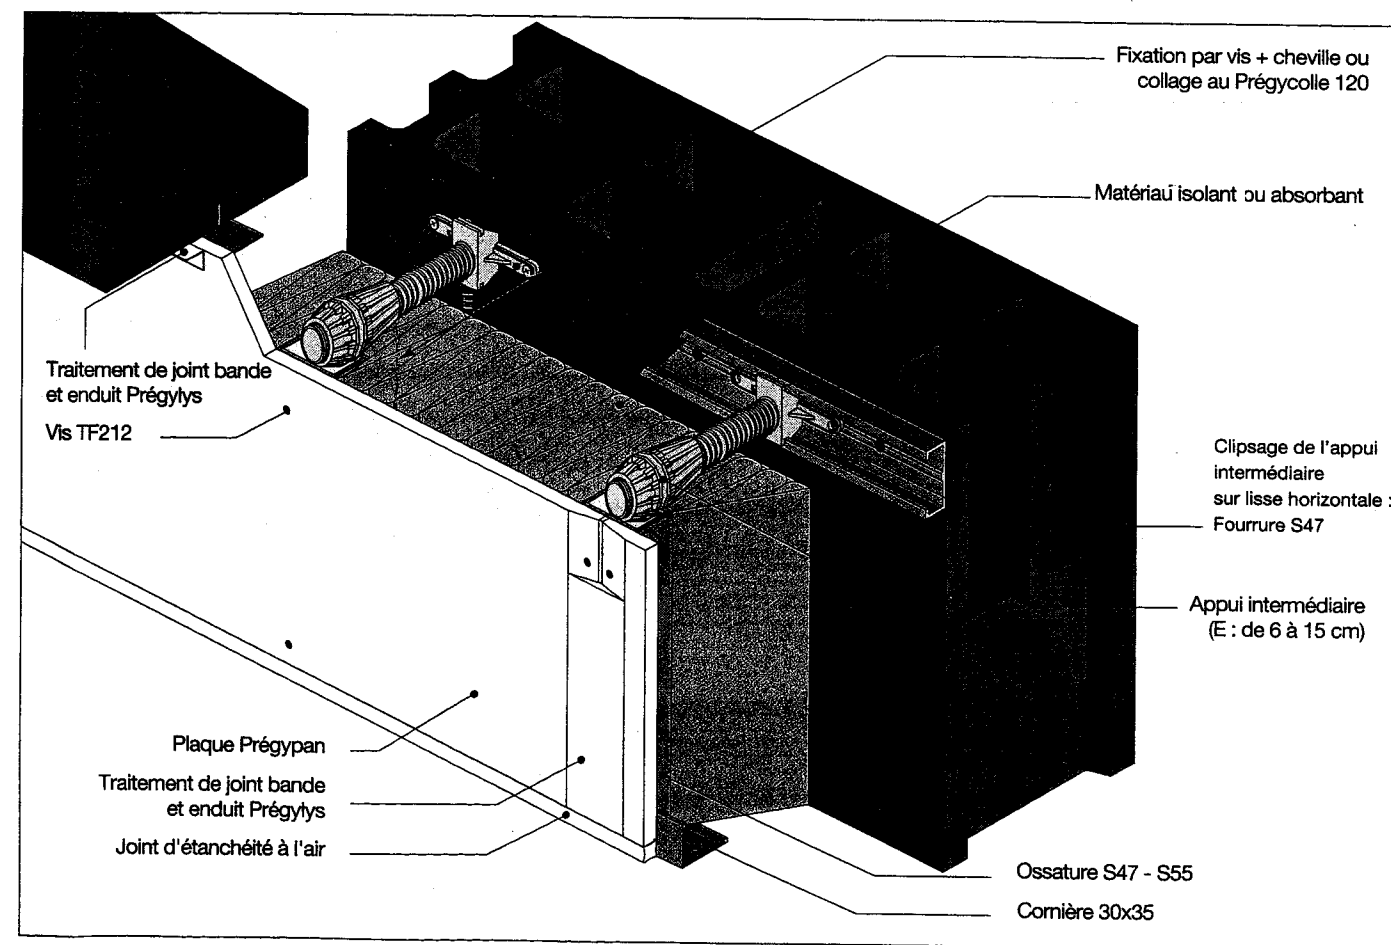 Fixation par vis + cheville ou
collage au Prégycolle 120
Matériau isolant ou absorbant
Traitement de joint bande
et enduit Prégylys
Vis TF212
Clipsage de l'appui
intermédiaire
sur lisse horizontale :
Fourrure S47
Appui intermédiaire
(E : de 6 à 15 cm)
Plaque Prégypan
Traitement de joint bande
et enduit Prégylys
Joint d'étanchéité à l'air
Ossature S47 - S55
Cornière 30x35